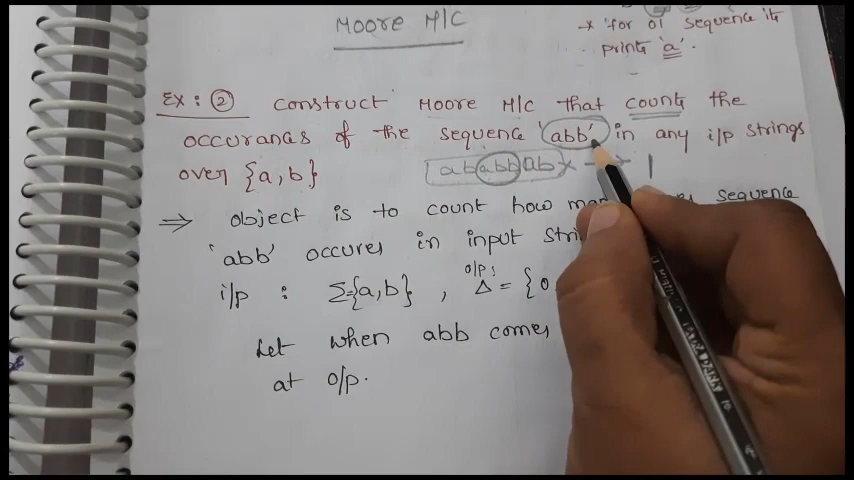 Moore M/C
* for 01 sequence it
print 'a'.
Ex: ② construct Moore M/C that counts the
occurances of the sequence 'abb' in any i/p strings
over {a, b}
ababbab
1
⇒ object is to count how sequence
'abb' occures in input
i/p : Σ={a,b} , Δ = {0
o/p:
Let when abb comes
at o/p.